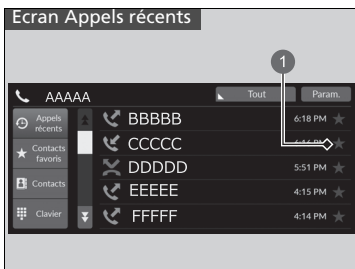 Ecran Appels récents
1
AAAAA
Tout
Param.
Appels
récents
Contacts
favoris
Contacts
Clavier
BBBBB 6:18 PM
CCCCC
DDDDD 5:51 PM
EEEEE 4:15 PM
FFFFF 4:14 PM